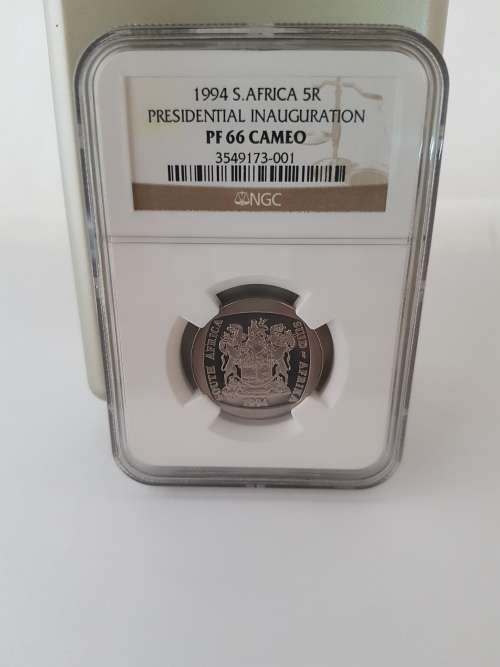 1994 S.AFRICA 5R
PRESIDENTIAL INAUGURATION
PF 66 CAMEO
3549173-001
NGC
SOUTH AFRICA
SUID-AFRIKA
1994